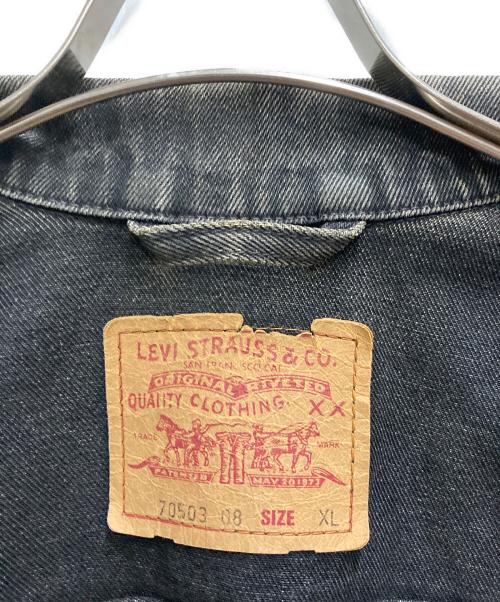 LEVI STRAUSS & CO.
SAN FRANCISCO CAL
ORIGINAL RIVETED
QUALITY CLOTHING. XX
TRADE MARK
PATENTED MAY 20 1873
70503 08 SIZE XL